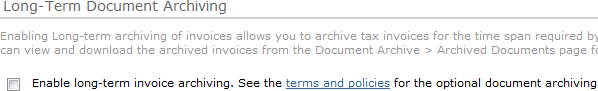 Long-Term Document Archiving
Enabling Long-term archiving of invoices allows you to archive tax invoices for the time span required by
can view and download the archived invoices from the Document Archive > Archived Documents page fo
Enable long-term invoice archiving. See the terms and policies for the optional document archiving